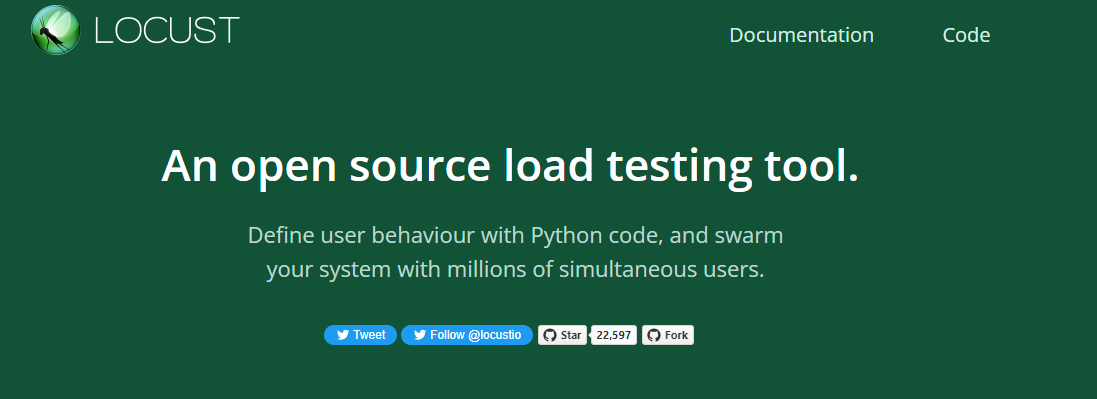 LOCUST
Documentation
Code
An open source load testing tool.
Define user behaviour with Python code, and swarm
your system with millions of simultaneous users.
Tweet
Follow @locustio
Star
22,597
Fork